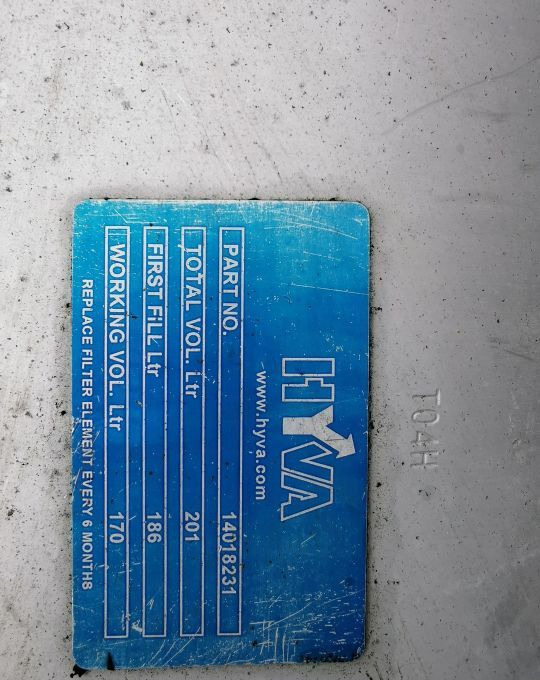 T04H
HYVA
www.hyva.com
PART NO. 14018231
TOTAL VOL. Ltr 201
FIRST Fill Ltr 186
WORKING VOL. Ltr 170
REPLACE FILTER ELEMENT EVERY 6 MONTHS